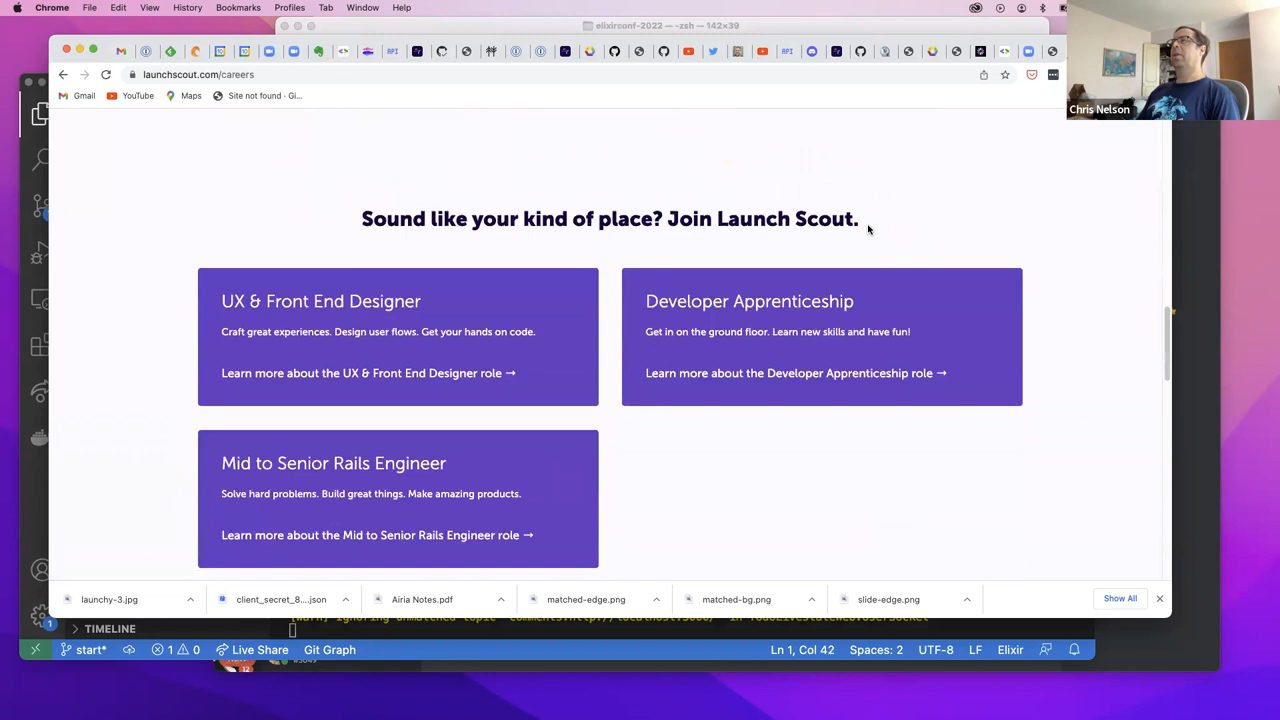 Chrome File Edit View History Bookmarks Profiles Tab Window Help
elixirconf-2022 — -zsh — 142×39
API
API
launchscout.com/careers
Gmail YouTube Maps Site not found · Gi...
Chris Nelson
Sound like your kind of place? Join Launch Scout.
UX & Front End Designer
Craft great experiences. Design user flows. Get your hands on code.
Learn more about the UX & Front End Designer role →
Developer Apprenticeship
Get in on the ground floor. Learn new skills and have fun!
Learn more about the Developer Apprenticeship role →
Mid to Senior Rails Engineer
Solve hard problems. Build great things. Make amazing products.
Learn more about the Mid to Senior Rails Engineer role →
launchy-3.jpg client_secret_8....json Airia Notes.pdf matched-edge.png matched-bg.png slide-edge.png Show All
1 TIMELINE
start* 1 0 Live Share Git Graph Ln 1, Col 42 Spaces: 2 UTF-8 LF Elixir
12